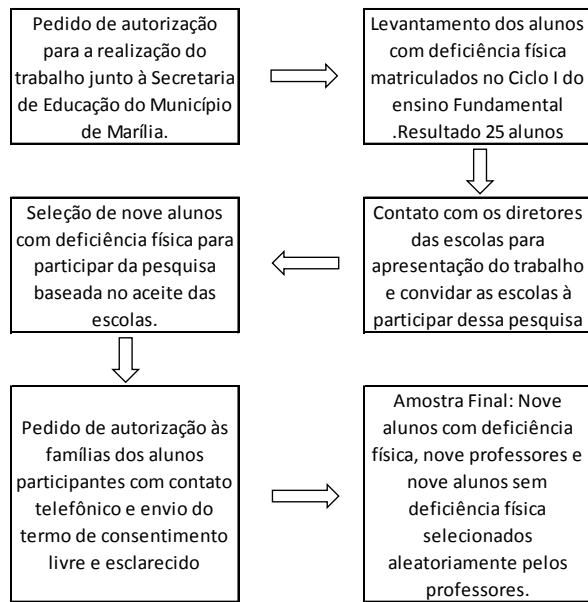 Pedido de autorização
para a realização do
trabalho junto à Secretaria
de Educação do Município
de Marília.
Levantamento dos alunos
com deficiência física
matriculados no Ciclo I do
ensino Fundamental
.Resultado 25 alunos
Contato com os diretores
das escolas para
apresentação do trabalho
e convidar as escolas à
participar dessa pesquisa
Seleção de nove alunos
com deficiência física para
participar da pesquisa
baseada no aceite das
escolas.
Pedido de autorização às
famílias dos alunos
participantes com contato
telefônico e envio do
termo de consentimento
livre e esclarecido
Amostra Final: Nove
alunos com deficiência
física, nove professores e
nove alunos sem
deficiência física
selecionados
aleatoriamente pelos
professores.